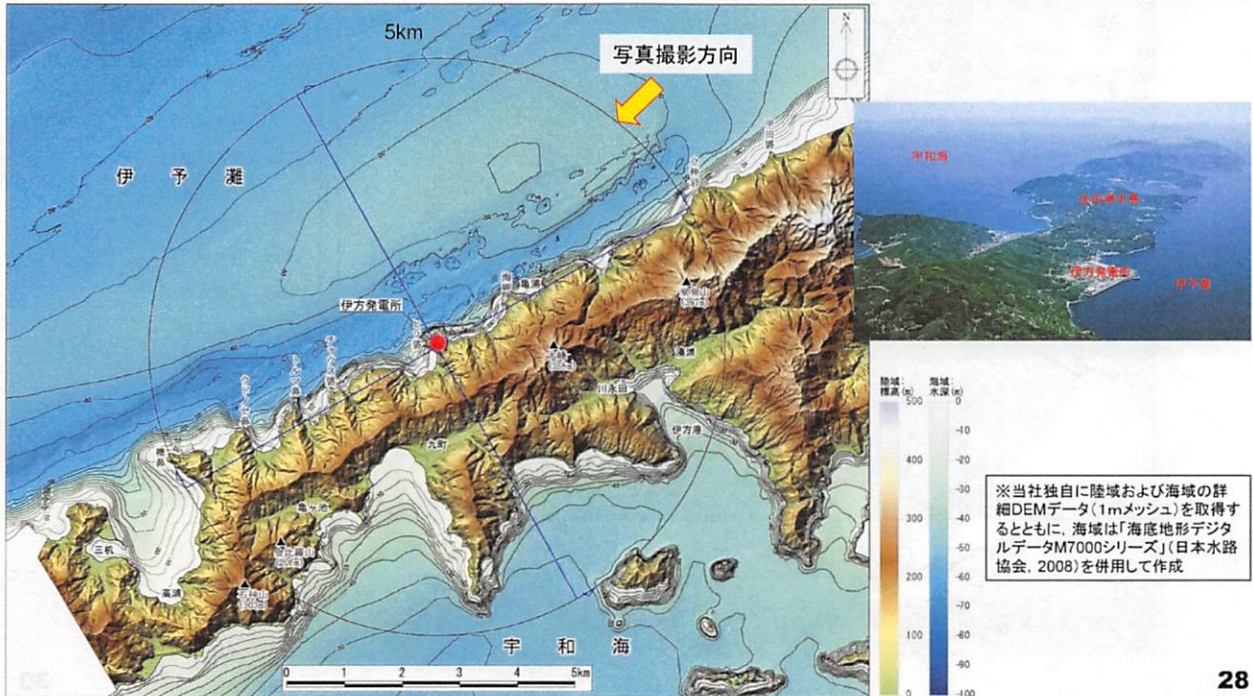 5km
写真撮影方向
N
伊 予 灘
宇和海
佐田岬半島
伊方発電所
伊予灘
伊方発電所
亀浦
湊浦
川永田
伊方港
九町
亀ヶ池
三机
高浦
石神山
宇 和 海
0 1 2 3 4 5km
陸域: 海域:
標高(m) 水深(m)
500 0
-10
400 -20
-30
300 -40
-50
200 -60
-70
100 -80
-90
0 -100
※当社独自に陸域および海域の詳
細DEMデータ(1mメッシュ)を取得す
るとともに、海域は「海底地形デジタ
ルデータM7000シリーズ」(日本水路
協会、2008)を併用して作成
28